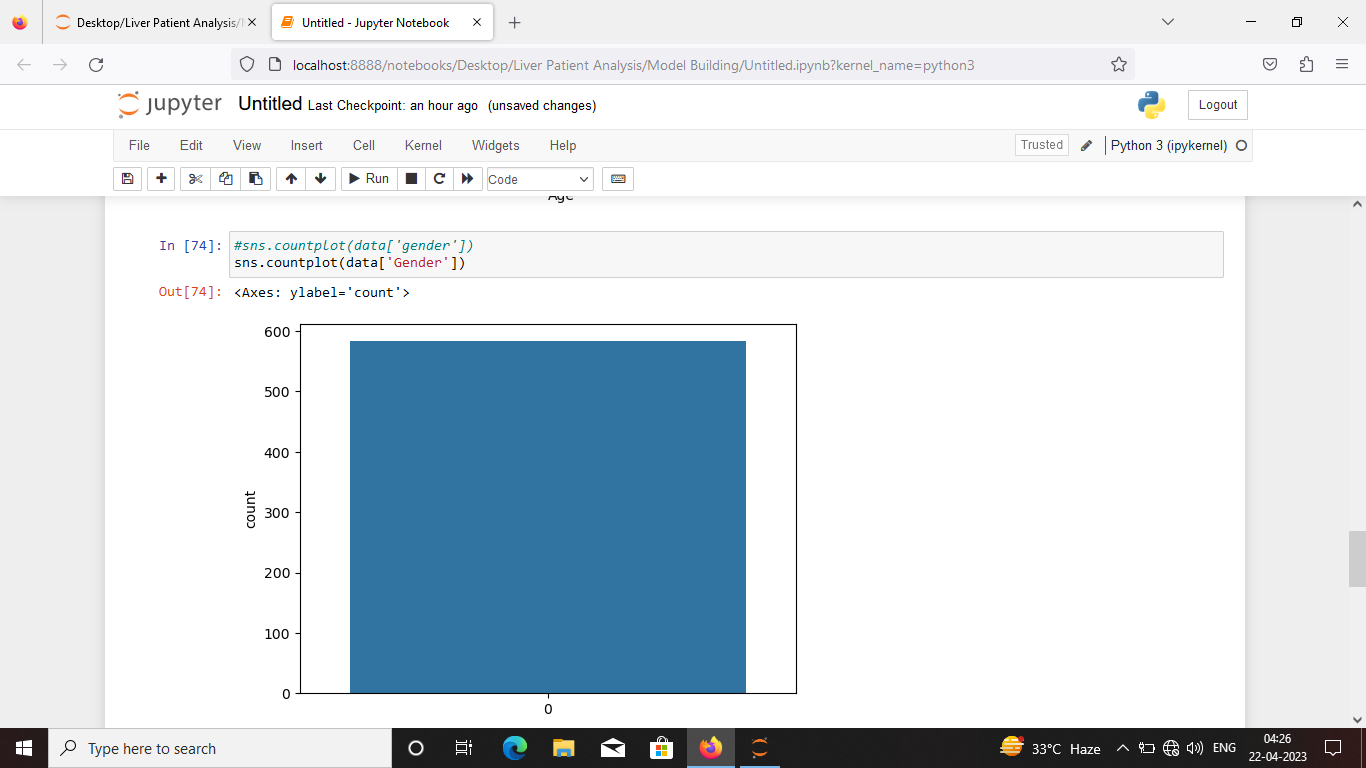 Desktop/Liver Patient Analysis/
Untitled - Jupyter Notebook
localhost:8888/notebooks/Desktop/Liver Patient Analysis/Model Building/Untitled.ipynb?kernel_name=python3
jupyter Untitled Last Checkpoint: an hour ago (unsaved changes)
Logout
File Edit View Insert Cell Kernel Widgets Help
Trusted
Python 3 (ipykernel)
Run
Code
Age
In [74]:
#sns.countplot(data['gender'])
sns.countplot(data['Gender'])
Out[74]: <Axes: ylabel='count'>
600
500
400
300
200
100
0
count
0
Type here to search
33°C Haze
ENG
04:26
22-04-2023